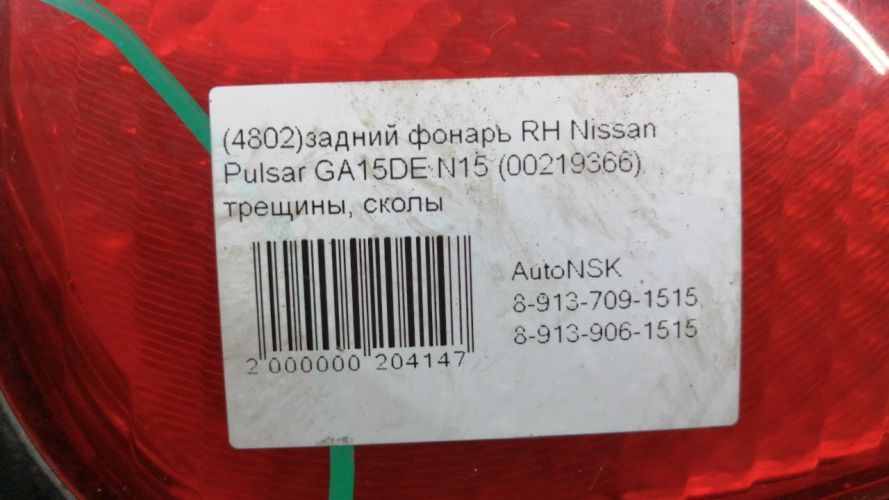 (4802)задний фонарь RH Nissan
Pulsar GA15DE N15 (00219366)
трещины, сколы
AutoNSK
8-913-709-1515
8-913-906-1515
2 000000 204147